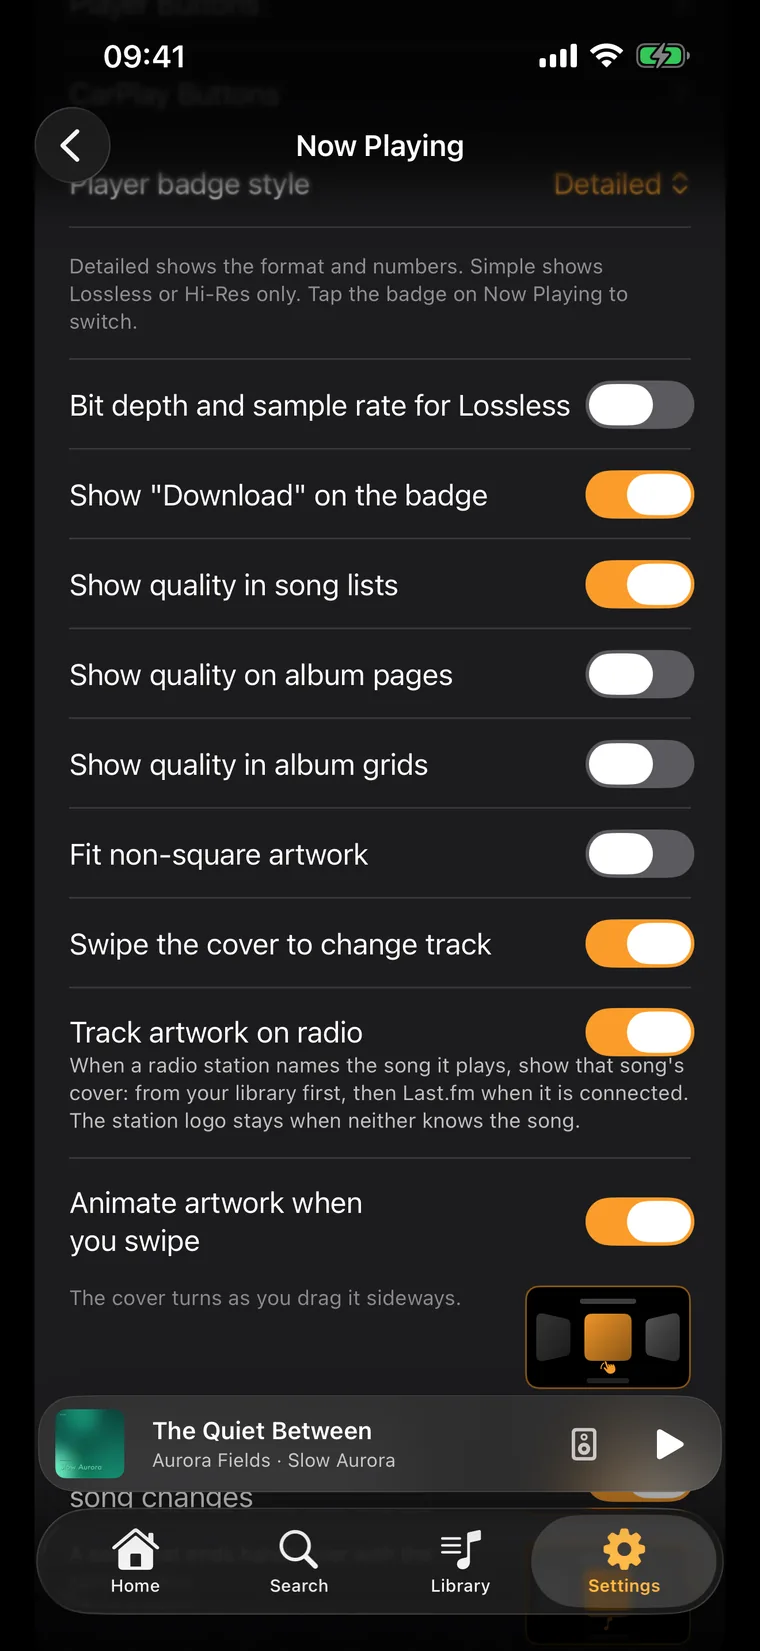 Player Buttons
09:41
CarPlay Buttons
Now Playing
Player badge style
Detailed
Detailed shows the format and numbers. Simple shows
Lossless or Hi-Res only. Tap the badge on Now Playing to
switch.
Bit depth and sample rate for Lossless
Show "Download" on the badge
Show quality in song lists
Show quality on album pages
Show quality in album grids
Fit non-square artwork
Swipe the cover to change track
Track artwork on radio
When a radio station names the song it plays, show that song's
cover: from your library first, then Last.fm when it is connected.
The station logo stays when neither knows the song.
Animate artwork when
you swipe
The cover turns as you drag it sideways.
The Quiet Between
Aurora Fields · Slow Aurora
Slow Aurora
song changes
Home
Search
Library
Settings